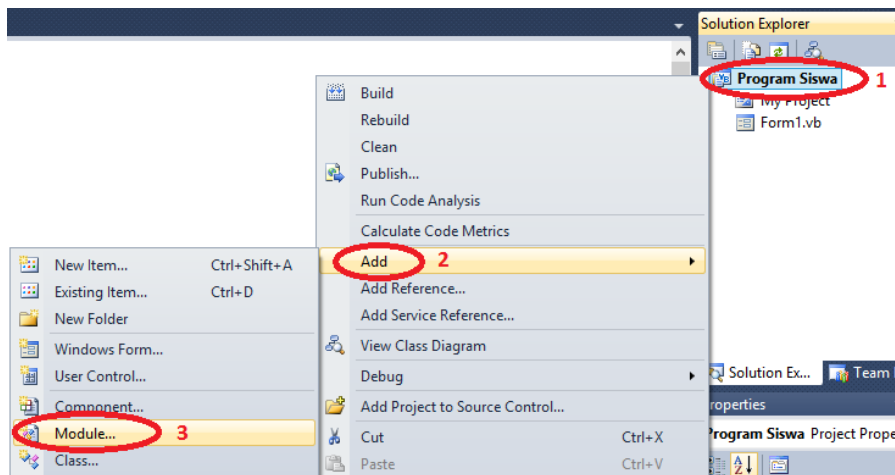 Solution Explorer
Program Siswa 1
My Project
Form1.vb
Build
Rebuild
Clean
Publish...
Run Code Analysis
Calculate Code Metrics
Add 2
Add Reference...
Add Service Reference...
View Class Diagram
Debug
Add Project to Source Control...
Cut Ctrl+X
Paste Ctrl+V
New Item... Ctrl+Shift+A
Existing Item... Ctrl+D
New Folder
Windows Form...
User Control...
Component...
Module... 3
Class...
Solution Ex... Team
roperties
Program Siswa Project Prope